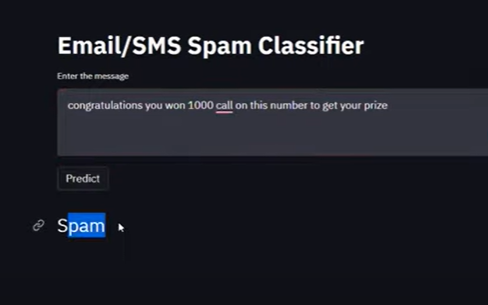 Email/SMS Spam Classifier
Enter the message
congratulations you won 1000 call on this number to get your prize
Predict
Spam